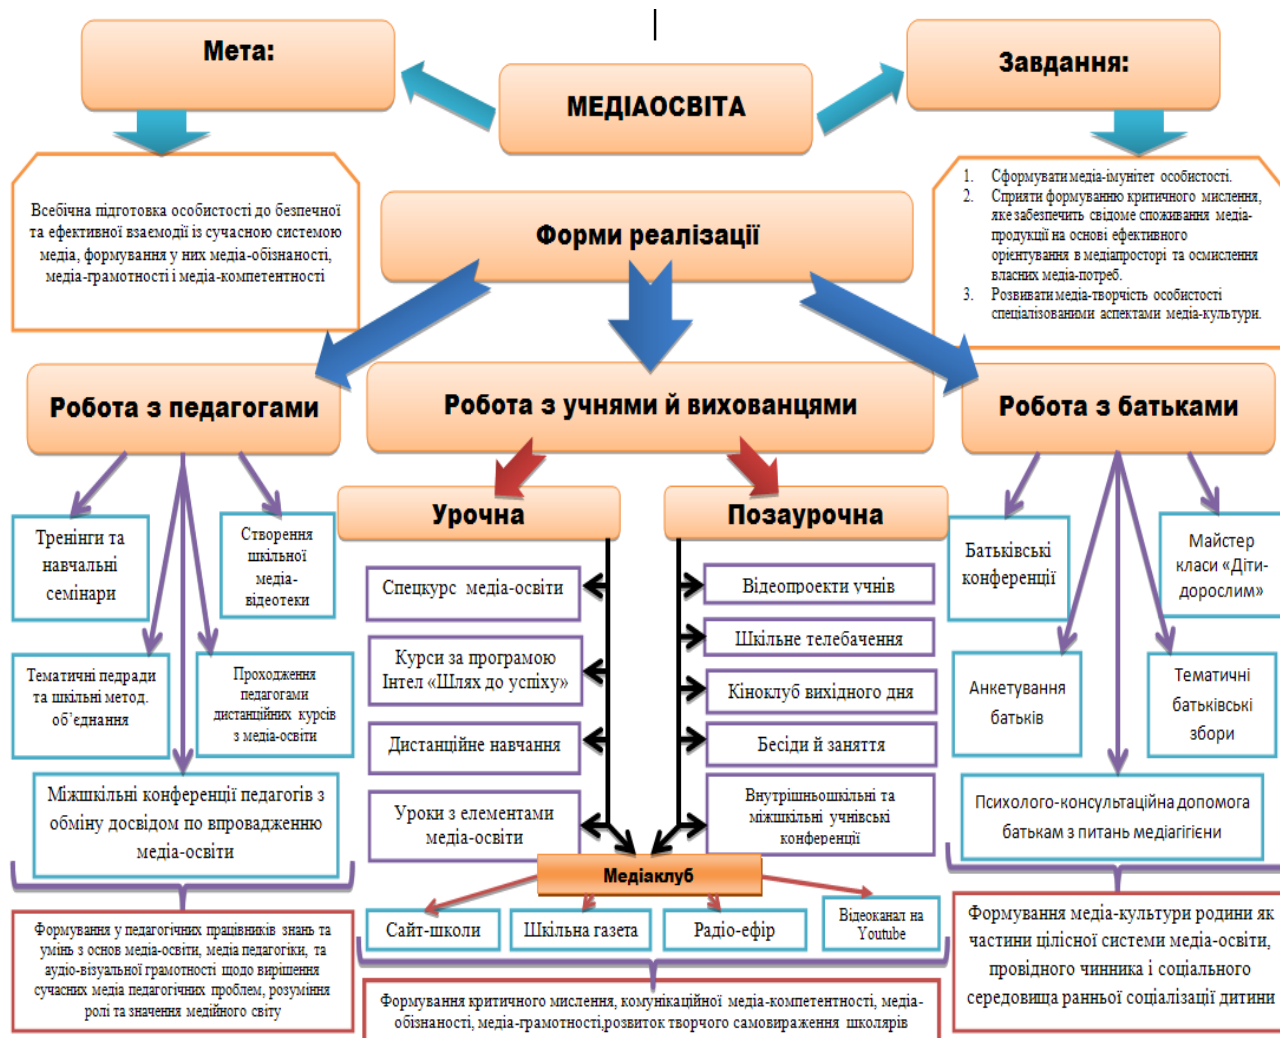 Мета:
МЕДІАОСВІТА
Завдання:
Всебічна підготовка особистості до безпечної
та ефективної взаємодії із сучасною системою
медіа, формування у них медіа-обізнаності,
медіа-грамотності і медіа-компетентності
1. Сформувати медіа-імунітет особистості.
2. Сприяти формуванню критичного мислення,
яке забезпечить свідоме споживання медіа-
продукції на основі ефективного
орієнтування в медіапросторі та осмислення
власних медіа-потреб.
3. Розвивати медіа-творчість особистості
спеціалізованими аспектами медіа-культури.
Форми реалізації
Робота з педагогами
Робота з учнями й вихованцями
Робота з батьками
Тренінги та
навчальні
семінари
Створення
шкільної
медіа-
відеотеки
Тематичні педради
та шкільні метод.
об’єднання
Проходження
педагогами
дистанційних курсів
з медіа-освіти
Міжшкільні конференції педагогів з
обміну досвідом по впровадженню
медіа-освіти
Формування у педагогічних працівників знань та
умінь з основ медіа-освіти, медіа педагогіки, та
аудіо-візуальної грамотності щодо вирішення
сучасних медіа педагогічних проблем, розуміння
ролі та значення медійного світу
Урочна
Спецкурс медіа-освіти
Курси за програмою
Інтел «Шлях до успіху»
Дистанційне навчання
Уроки з елементами
медіа-освіти
Позаурочна
Відеопроекти учнів
Шкільне телебачення
Кіноклуб вихідного дня
Бесіди й заняття
Внутрішньошкільні та
міжшкільні учнівські
конференції
Медіаклуб
Сайт-школи
Шкільна газета
Радіо-ефір
Відеоканал на
Youtube
Формування критичного мислення, комунікаційної медіа-компетентності, медіа-
обізнаності, медіа-грамотності,розвиток творчого самовираження школярів
Батьківські
конференції
Майстер
класи «Діти-
дорослим»
Анкетування
батьків
Тематичні
батьківські
збори
Психолого-консультаційна допомога
батькам з питань медіагігієни
Формування медіа-культури родини як
частини цілісної системи медіа-освіти,
провідного чинника і соціального
середовища ранньої соціалізації дитини